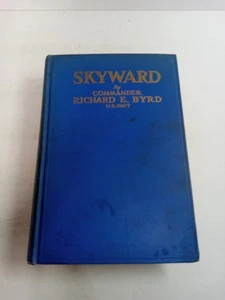 SKYWARD
By
COMMANDER
RICHARD E. BYRD
U.S. NAVY